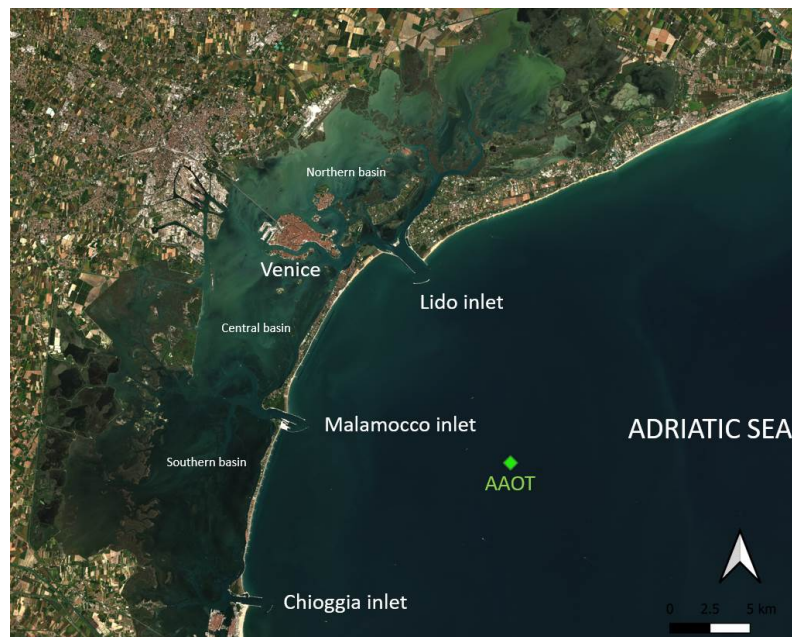 Northern basin
Venice
Lido inlet
Central basin
Malamocco inlet
ADRIATIC SEA
Southern basin
AAOT
Chioggia inlet
0 2.5 5 km